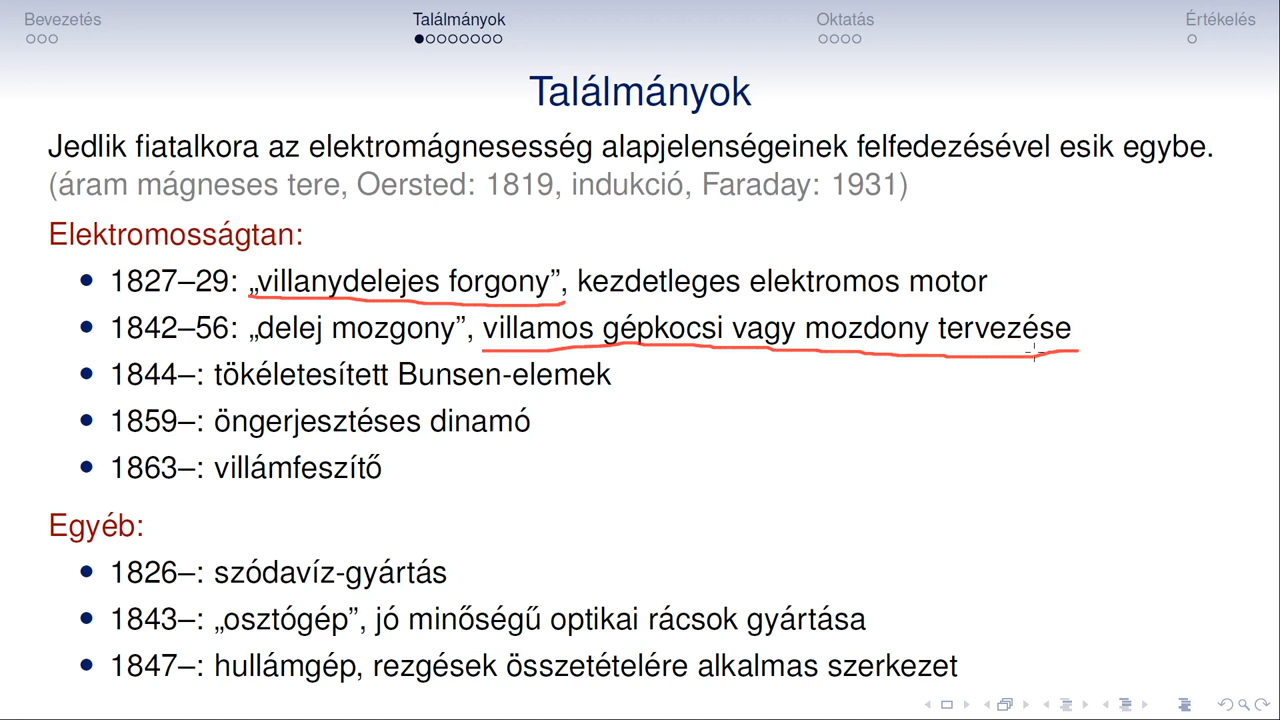 Bevezetés Találmányok Oktatás Értékelés
Találmányok
Jedlik fiatalkora az elektromágnesesség alapjelenségeinek felfedezésével esik egybe.
(áram mágneses tere, Oersted: 1819, indukció, Faraday: 1931)
Elektromosságtan:
• 1827–29: „villanydelejes forgony”, kezdetleges elektromos motor
• 1842–56: „delej mozgony”, villamos gépkocsi vagy mozdony tervezése
• 1844–: tökéletesített Bunsen-elemek
• 1859–: öngerjesztéses dinamó
• 1863–: villámfeszítő
Egyéb:
• 1826–: szódavíz-gyártás
• 1843–: „osztógép”, jó minőségű optikai rácsok gyártása
• 1847–: hullámgép, rezgések összetételére alkalmas szerkezet